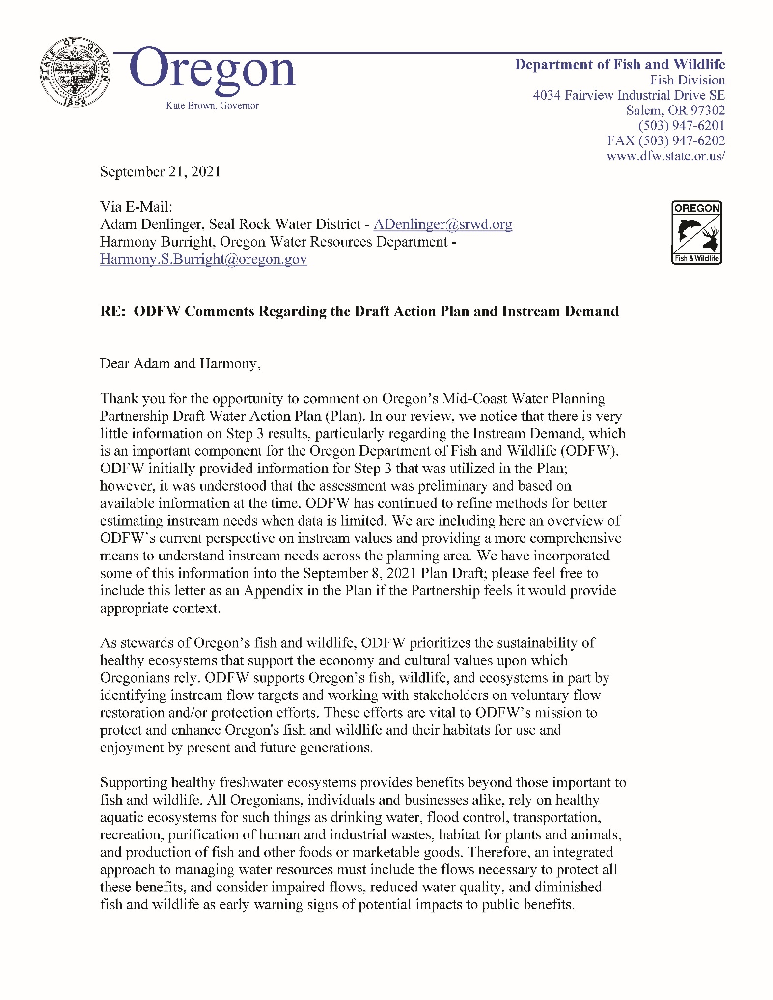 STATE OF OREGON
1859
Oregon
Kate Brown, Governor
Department of Fish and Wildlife
Fish Division
4034 Fairview Industrial Drive SE
Salem, OR 97302
(503) 947-6201
FAX (503) 947-6202
www.dfw.state.or.us/
September 21, 2021
Via E-Mail:
Adam Denlinger, Seal Rock Water District - ADenlinger@srwd.org
Harmony Burright, Oregon Water Resources Department -
Harmony.S.Burright@oregon.gov
OREGON
Fish & Wildlife
RE:  ODFW Comments Regarding the Draft Action Plan and Instream Demand
Dear Adam and Harmony,
Thank you for the opportunity to comment on Oregon’s Mid-Coast Water Planning
Partnership Draft Water Action Plan (Plan). In our review, we notice that there is very
little information on Step 3 results, particularly regarding the Instream Demand, which
is an important component for the Oregon Department of Fish and Wildlife (ODFW).
ODFW initially provided information for Step 3 that was utilized in the Plan;
however, it was understood that the assessment was preliminary and based on
available information at the time. ODFW has continued to refine methods for better
estimating instream needs when data is limited. We are including here an overview of
ODFW’s current perspective on instream values and providing a more comprehensive
means to understand instream needs across the planning area. We have incorporated
some of this information into the September 8, 2021 Plan Draft; please feel free to
include this letter as an Appendix in the Plan if the Partnership feels it would provide
appropriate context.
As stewards of Oregon’s fish and wildlife, ODFW prioritizes the sustainability of
healthy ecosystems that support the economy and cultural values upon which
Oregonians rely. ODFW supports Oregon’s fish, wildlife, and ecosystems in part by
identifying instream flow targets and working with stakeholders on voluntary flow
restoration and/or protection efforts. These efforts are vital to ODFW’s mission to
protect and enhance Oregon's fish and wildlife and their habitats for use and
enjoyment by present and future generations.
Supporting healthy freshwater ecosystems provides benefits beyond those important to
fish and wildlife. All Oregonians, individuals and businesses alike, rely on healthy
aquatic ecosystems for such things as drinking water, flood control, transportation,
recreation, purification of human and industrial wastes, habitat for plants and animals,
and production of fish and other foods or marketable goods. Therefore, an integrated
approach to managing water resources must include the flows necessary to protect all
these benefits, and consider impaired flows, reduced water quality, and diminished
fish and wildlife as early warning signs of potential impacts to public benefits.